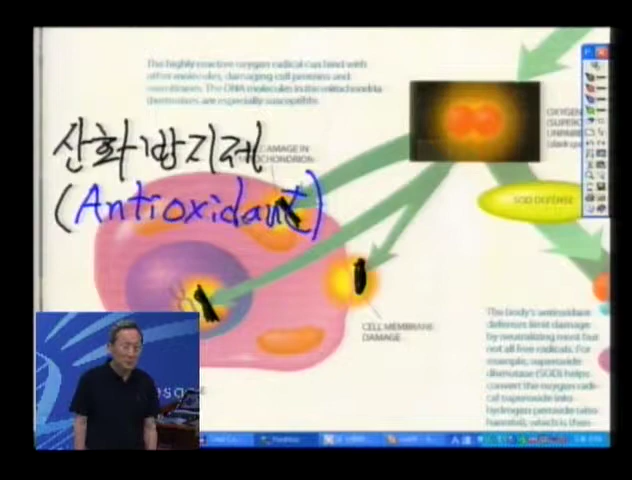 The highly reactive oxygen radical can bind with
other molecules, damaging cell proteins and
membranes. The DNA molecules in the mitochondria
themselves are especially susceptible.
산화방지제
DAMAGE IN
MITOCHONDRION
(Antioxidant)
OXYGEN
SOD DEFENSE
CELL MEMBRANE
DAMAGE
The body's antioxidant
defenses limit damage
by neutralizing most but
not all free radicals. For
example, superoxide
dismutase (SOD) helps
convert the oxygen radi-
cal superoxide into
hydrogen peroxide (also
harmful), which is then